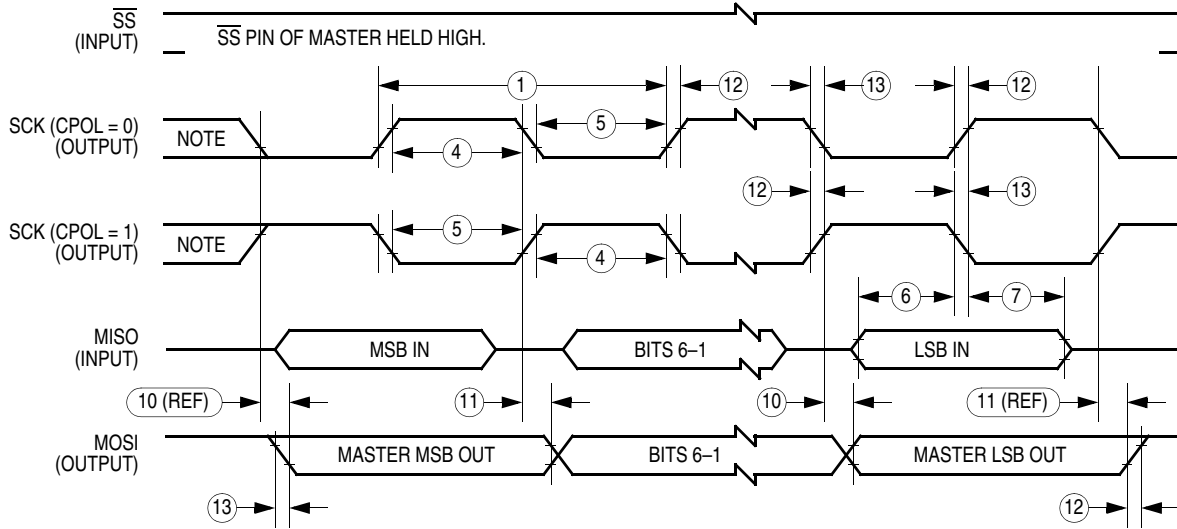 SS
(INPUT)
SS PIN OF MASTER HELD HIGH.
1
12
13
12
SCK (CPOL = 0)
(OUTPUT)
NOTE
5
4
12
13
SCK (CPOL = 1)
(OUTPUT)
NOTE
5
4
6
7
MISO
(INPUT)
MSB IN
BITS 6–1
LSB IN
10 (REF)
11
10
11 (REF)
MOSI
(OUTPUT)
MASTER MSB OUT
BITS 6–1
MASTER LSB OUT
13
12